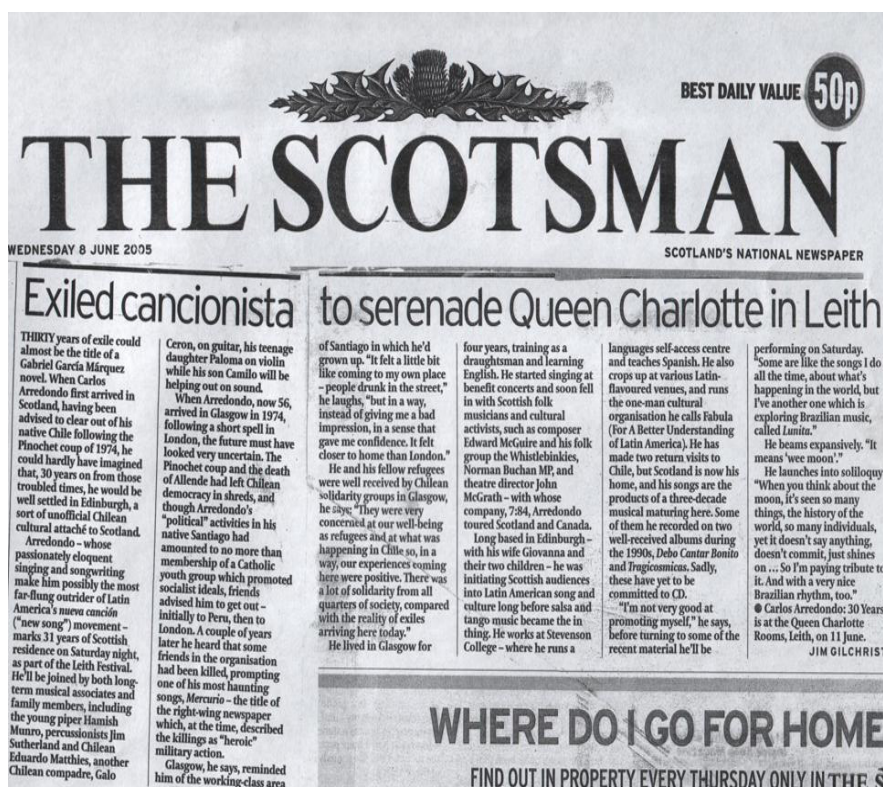 BEST DAILY VALUE 50p
THE SCOTSMAN
WEDNESDAY 8 JUNE 2005
SCOTLAND'S NATIONAL NEWSPAPER
Exiled cancionista to serenade Queen Charlotte in Leith
THIRTY years of exile could
almost be the title of a
Gabriel García Márquez
novel. When Carlos
Arredondo first arrived in
Scotland, having been
advised to clear out of his
native Chile following the
Pinochet coup of 1974, he
could hardly have imagined
that, 30 years on from those
troubled times, he would be
well settled in Edinburgh, a
sort of unofficial Chilean
cultural attaché to Scotland.
Arredondo – whose
passionately eloquent
singing and songwriting
make him possibly the most
far-flung outrider of Latin
America's nueva canción
("new song") movement –
marks 31 years of Scottish
residence on Saturday night,
as part of the Leith Festival.
He'll be joined by both long-
term musical associates and
family members, including
the young piper Hamish
Munro, percussionists Jim
Sutherland and Chilean
Eduardo Matthies, another
Chilean compadre, Galo
Ceron, on guitar, his teenage
daughter Paloma on violin
while his son Camilo will be
helping out on sound.
When Arredondo, now 56,
arrived in Glasgow in 1974,
following a short spell in
London, the future must have
looked very uncertain. The
Pinochet coup and the death
of Allende had left Chilean
democracy in shreds, and
though Arredondo's
"political" activities in his
native Santiago had
amounted to no more than
membership of a Catholic
youth group which promoted
socialist ideals, friends
advised him to get out –
initially to Peru, then to
London. A couple of years
later he heard that some
friends in the organisation
had been killed, prompting
one of his most haunting
songs, Mercurio – the title of
the right-wing newspaper
which, at the time, described
the killings as "heroic"
military action.
Glasgow, he says, reminded
him of the working-class area
of Santiago in which he'd
grown up. "It felt a little bit
like coming to my own place
– people drunk in the street,"
he laughs, "but in a way,
instead of giving me a bad
impression, in a sense that
gave me confidence. It felt
closer to home than London."
He and his fellow refugees
were well received by Chilean
solidarity groups in Glasgow,
he says: "They were very
concerned at our well-being
as refugees and at what was
happening in Chile so, in a
way, our experiences coming
here were positive. There was
a lot of solidarity from all
quarters of society, compared
with the reality of exiles
arriving here today."
He lived in Glasgow for
four years, training as a
draughtsman and learning
English. He started singing at
benefit concerts and soon fell
in with Scottish folk
musicians and cultural
activists, such as composer
Edward McGuire and his folk
group the Whistlebinkies,
Norman Buchan MP, and
theatre director John
McGrath – with whose
company, 7:84, Arredondo
toured Scotland and Canada.
Long based in Edinburgh –
with his wife Giovanna and
their two children – he was
initiating Scottish audiences
into Latin American song and
culture long before salsa and
tango music became the in
thing. He works at Stevenson
College – where he runs a
languages self-access centre
and teaches Spanish. He also
crops up at various Latin-
flavoured venues, and runs
the one-man cultural
organisation he calls Fabula
(For A Better Understanding
of Latin America). He has
made two return visits to
Chile, but Scotland is now his
home, and his songs are the
products of a three-decade
musical maturing here. Some
of them he recorded on two
well-received albums during
the 1990s, Debo Cantar Bonito
and Tragicosmicas. Sadly,
these have yet to be
committed to CD.
"I'm not very good at
promoting myself," he says,
before turning to some of the
recent material he'll be
performing on Saturday.
"Some are like the songs I do
all the time, about what's
happening in the world, but
I've another one which is
exploring Brazilian music,
called Lunita."
He beams expansively. "It
means 'wee moon'."
He launches into soliloquy
"When you think about the
moon, it's seen so many
things, the history of the
world, so many individuals,
yet it doesn't say anything,
doesn't commit, just shines
on … So I'm paying tribute to
it. And with a very nice
Brazilian rhythm, too."
● Carlos Arredondo: 30 Years
is at the Queen Charlotte
Rooms, Leith, on 11 June.
JIM GILCHRIST
WHERE DO I GO FOR HOME
FIND OUT IN PROPERTY EVERY THURSDAY ONLY IN THE S